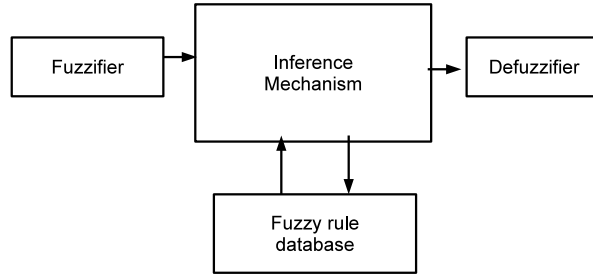 Fuzzifier
Inference
Mechanism
Defuzzifier
Fuzzy rule
database